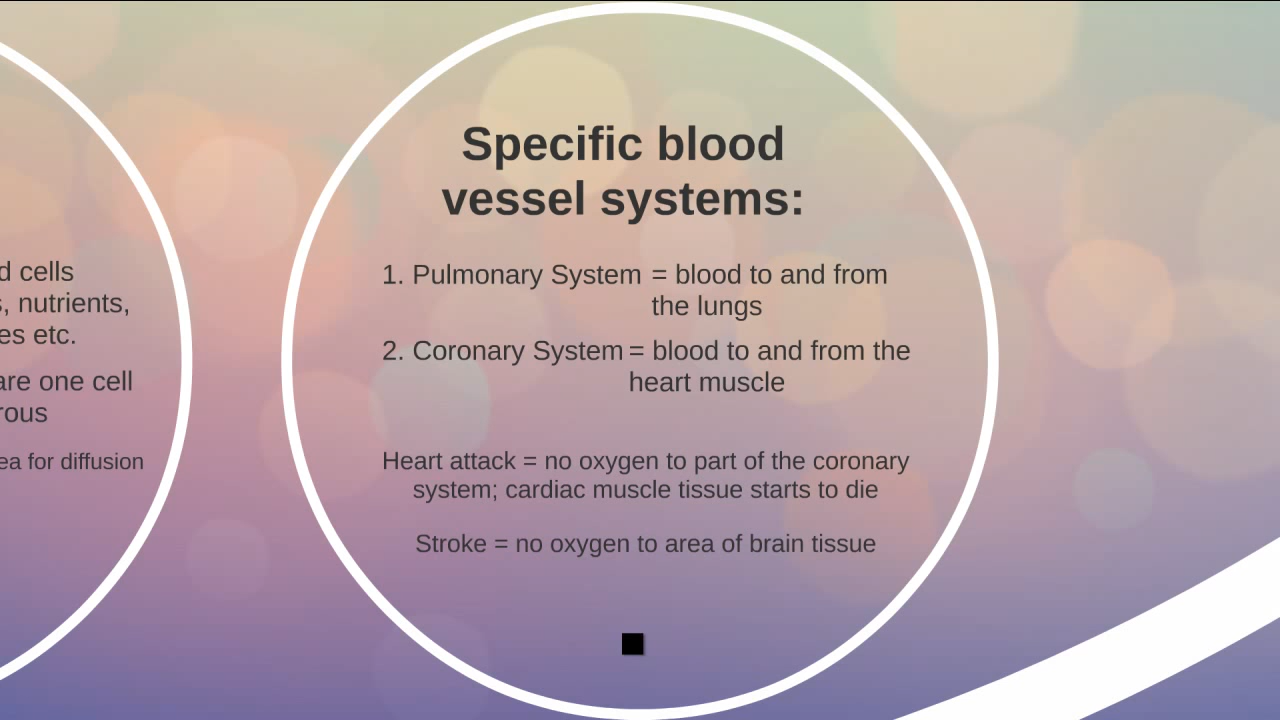 d cells
, nutrients,
es etc.
are one cell
rous
ea for diffusion
Specific blood
vessel systems:
1. Pulmonary System = blood to and from
the lungs
2. Coronary System = blood to and from the
heart muscle
Heart attack = no oxygen to part of the coronary
system; cardiac muscle tissue starts to die
Stroke = no oxygen to area of brain tissue